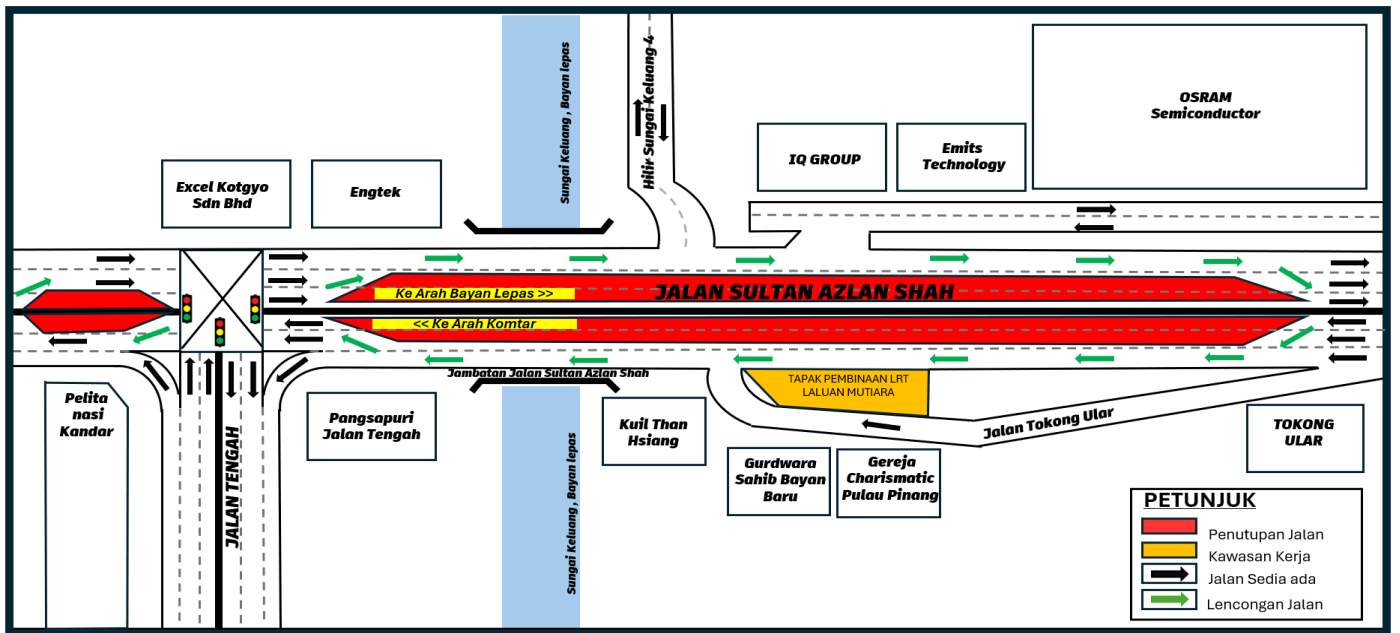 Sungai Keluang , Bayan lepas
Hilir Sungai Keluang 4
OSRAM
Semiconductor
IQ GROUP
Emits
Technology
Excel Kotgyo
Sdn Bhd
Engtek
Ke Arah Bayan Lepas >>
JALAN SULTAN AZLAN SHAH
<< Ke Arah Komtar
Jambatan Jalan Sultan Azlan Shah
TAPAK PEMBINAAN LRT
LALUAN MUTIARA
Pelita
nasi
Kandar
JALAN TENGAH
Pangsapuri
Jalan Tengah
Sungai Keluang , Bayan lepas
Kuil Than
Hsiang
Jalan Tokong Ular
TOKONG
ULAR
Gurdwara
Sahib Bayan
Baru
Gereja
Charismatic
Pulau Pinang
PETUNJUK
Penutupan Jalan
Kawasan Kerja
Jalan Sedia ada
Lencongan Jalan